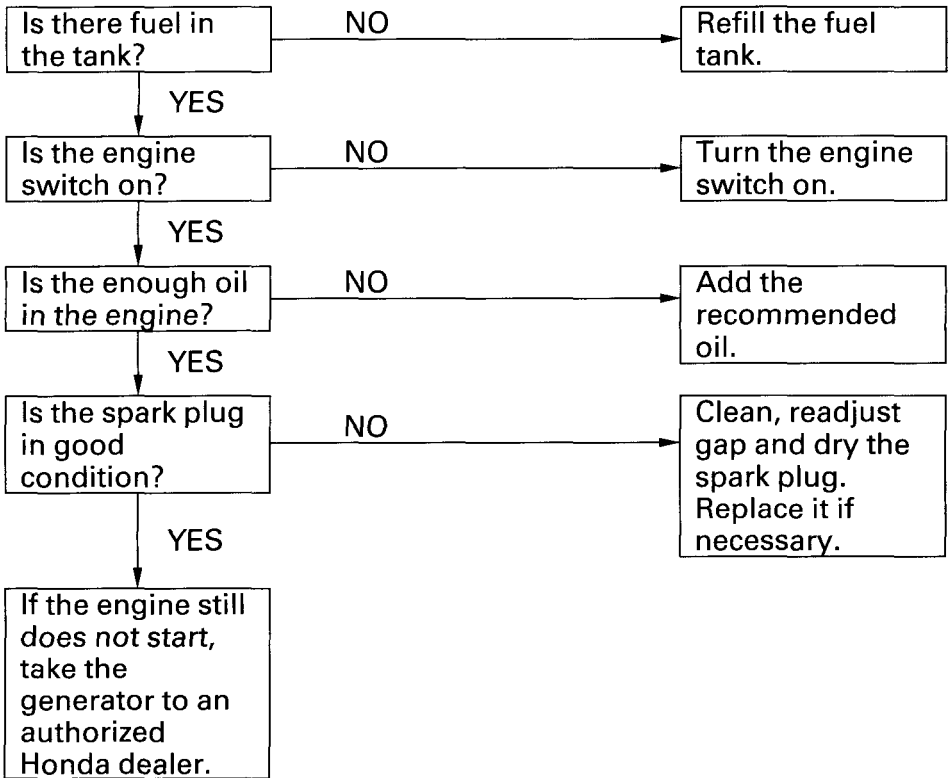 Is there fuel in
the tank?
NO
Refill the fuel
tank.
YES
Is the engine
switch on?
NO
Turn the engine
switch on.
YES
Is the enough oil
in the engine?
NO
Add the
recommended
oil.
YES
Is the spark plug
in good
condition?
NO
Clean, readjust
gap and dry the
spark plug.
Replace it if
necessary.
YES
If the engine still
does not start,
take the
generator to an
authorized
Honda dealer.